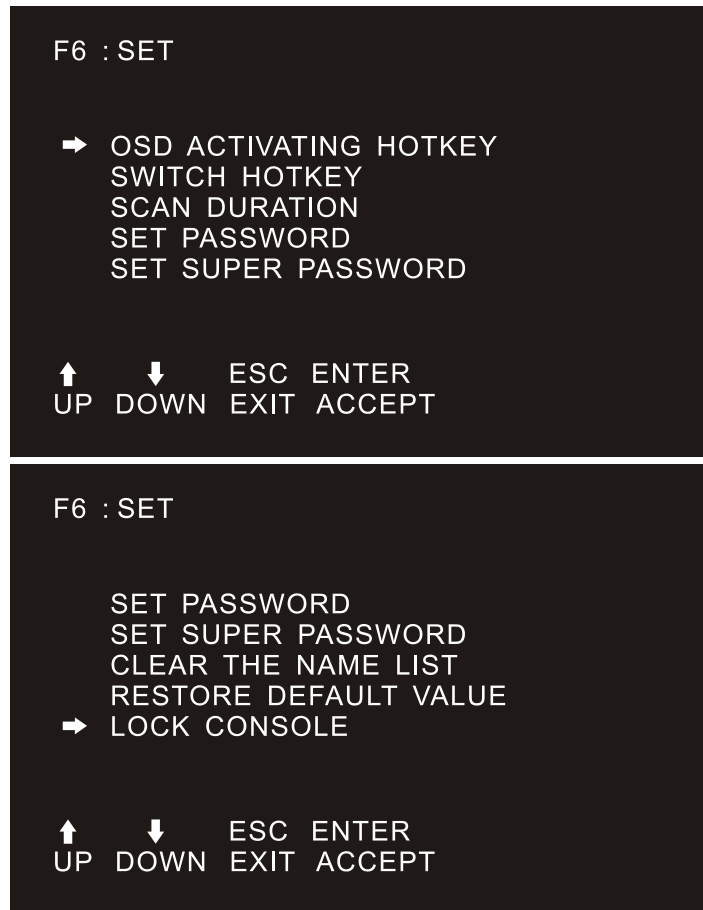 F6 : SET
➡ OSD ACTIVATING HOTKEY
SWITCH HOTKEY
SCAN DURATION
SET PASSWORD
SET SUPER PASSWORD
⬆ ⬇ ESC ENTER
UP DOWN EXIT ACCEPT
F6 : SET
SET PASSWORD
SET SUPER PASSWORD
CLEAR THE NAME LIST
RESTORE DEFAULT VALUE
➡ LOCK CONSOLE
⬆ ⬇ ESC ENTER
UP DOWN EXIT ACCEPT